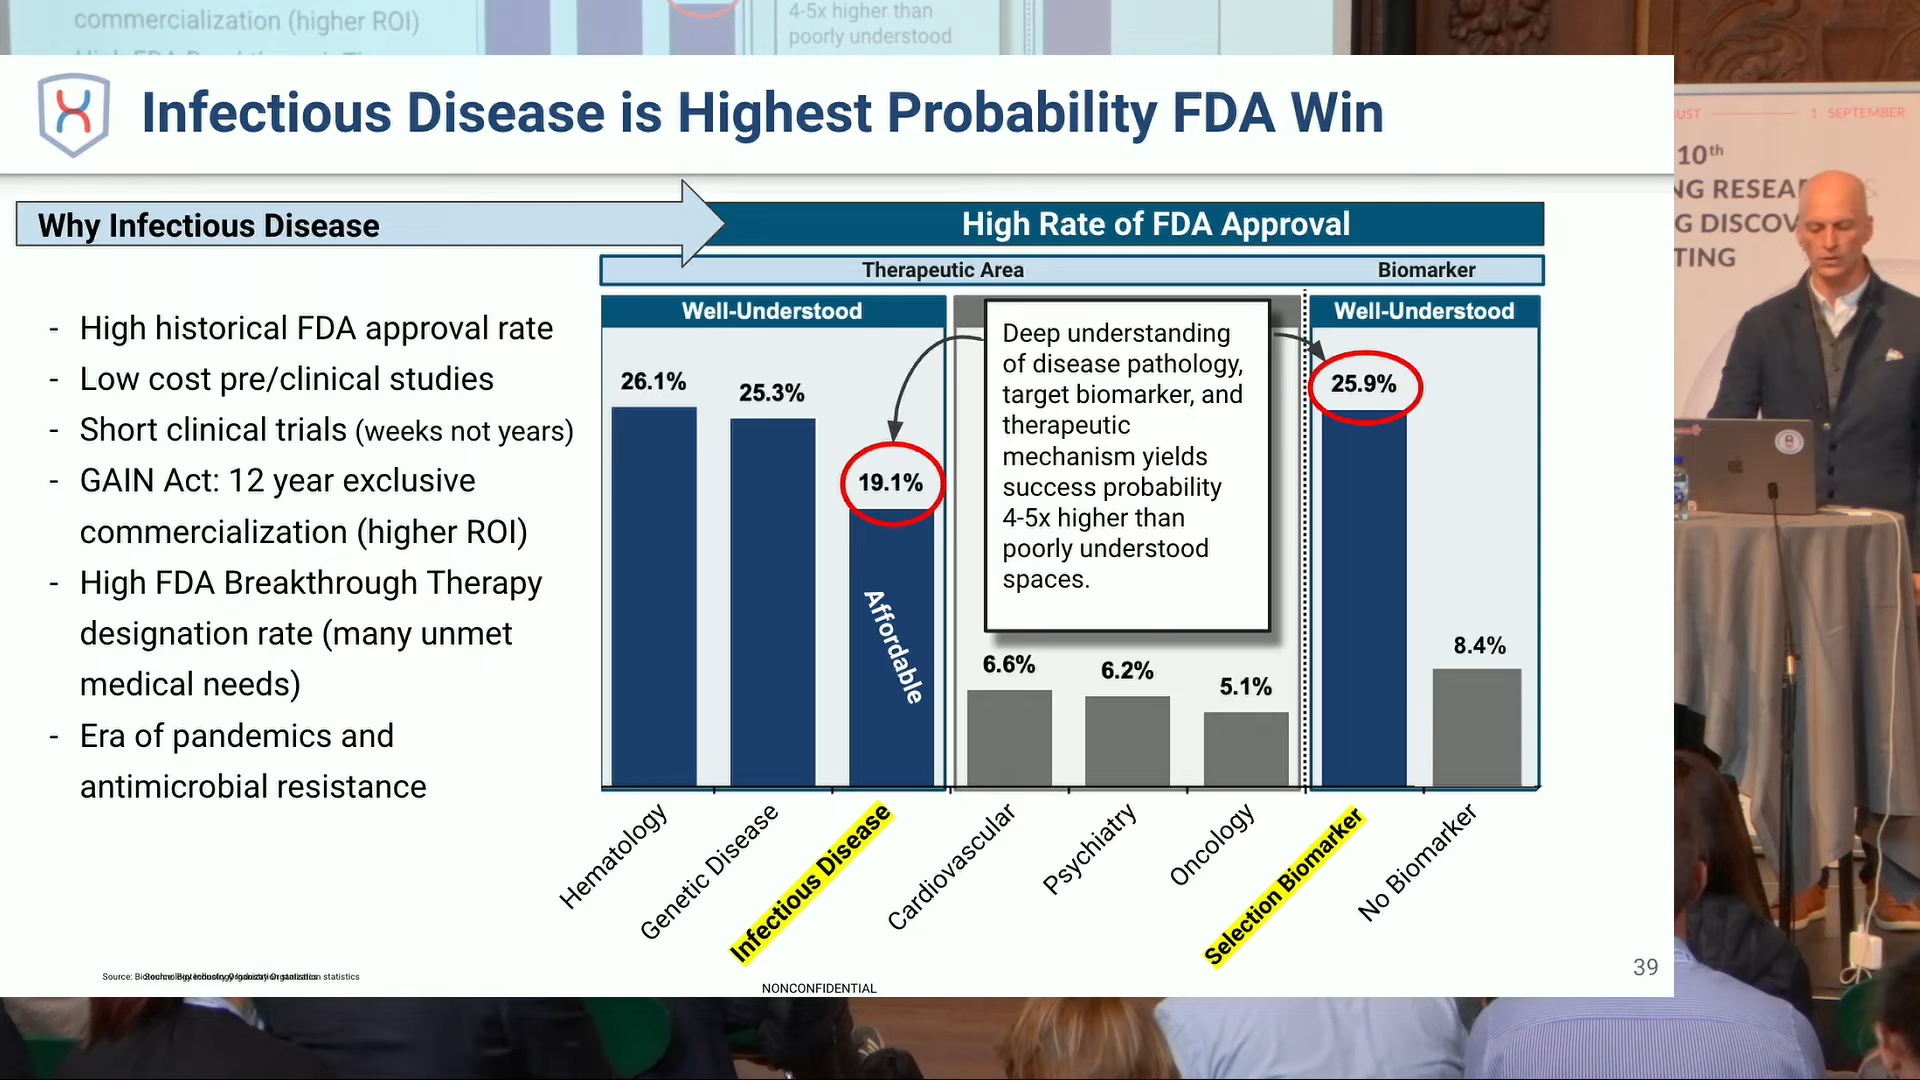 commercialization (higher ROI)
4-5x higher than
poorly understood
Infectious Disease is Highest Probability FDA Win
Why Infectious Disease
High Rate of FDA Approval
Therapeutic Area
Biomarker
- High historical FDA approval rate
- Low cost pre/clinical studies
- Short clinical trials (weeks not years)
- GAIN Act: 12 year exclusive
commercialization (higher ROI)
- High FDA Breakthrough Therapy
designation rate (many unmet
medical needs)
- Era of pandemics and
antimicrobial resistance
Well-Understood
Well-Understood
Deep understanding
of disease pathology,
target biomarker, and
therapeutic
mechanism yields
success probability
4-5x higher than
poorly understood
spaces.
26.1%
25.3%
19.1%
Affordable
6.6%
6.2%
5.1%
25.9%
8.4%
Hematology
Genetic Disease
Infectious Disease
Cardiovascular
Psychiatry
Oncology
Selection Biomarker
No Biomarker
NONCONFIDENTIAL
39
UST 1 SEPTEMBER
10th
NG RESEAR &
G DISCOV
TING